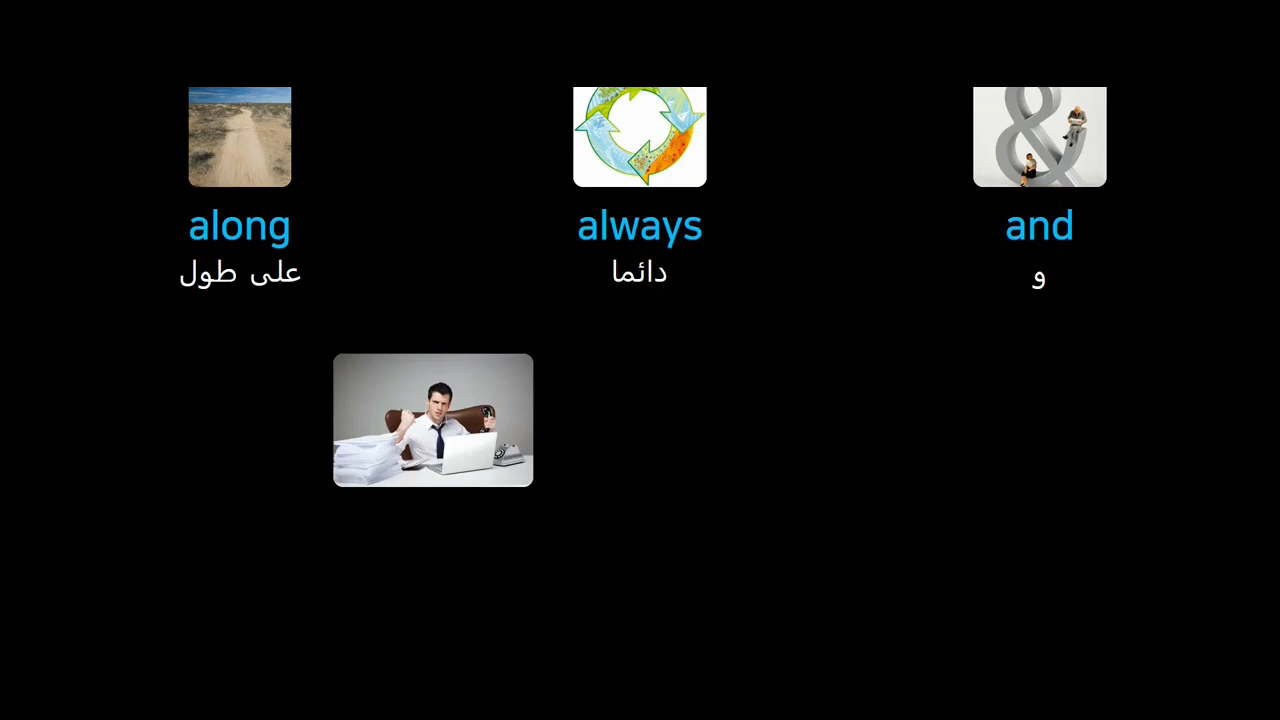 along
always
and
على طول
دائما
و